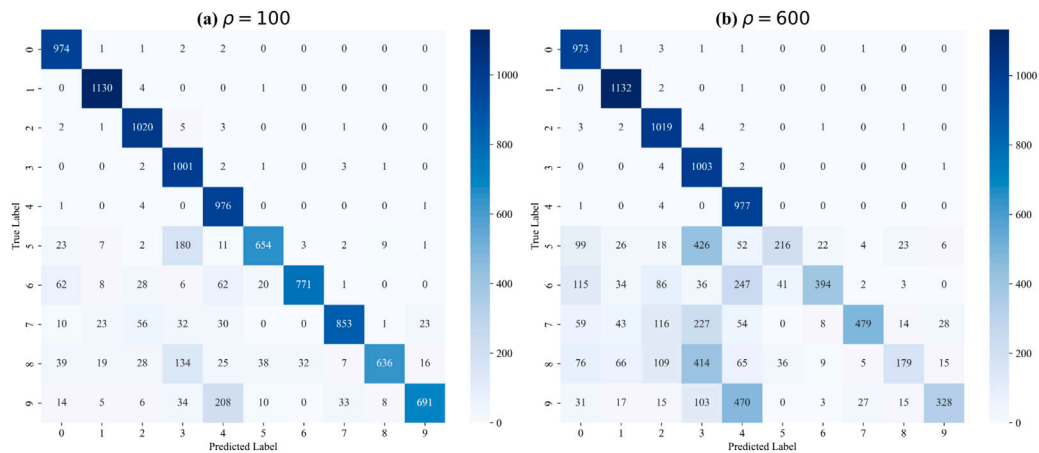 (a) ρ = 100
0 974 1 1 2 2 0 0 0 0 0
1 0 1130 4 0 0 1 0 0 0 0
2 2 1 1020 5 3 0 0 1 0 0
3 0 0 2 1001 2 1 0 3 1 0
4 1 0 4 0 976 0 0 0 0 1
5 23 7 2 180 11 654 3 2 9 1
6 62 8 28 6 62 20 771 1 0 0
7 10 23 56 32 30 0 0 853 1 23
8 39 19 28 134 25 38 32 7 636 16
9 14 5 6 34 208 10 0 33 8 691
0 1 2 3 4 5 6 7 8 9
Predicted Label
True Label
1000
800
600
400
200
0
(b) ρ = 600
0 973 1 3 1 1 0 0 1 0 0
1 0 1132 2 0 1 0 0 0 0 0
2 3 2 1019 4 2 0 1 0 1 0
3 0 0 4 1003 2 0 0 0 0 1
4 1 0 4 0 977 0 0 0 0 0
5 99 26 18 426 52 216 22 4 23 6
6 115 34 86 36 247 41 394 2 3 0
7 59 43 116 227 54 0 8 479 14 28
8 76 66 109 414 65 36 9 5 179 15
9 31 17 15 103 470 0 3 27 15 328
0 1 2 3 4 5 6 7 8 9
Predicted Label
True Label
1000
800
600
400
200
0